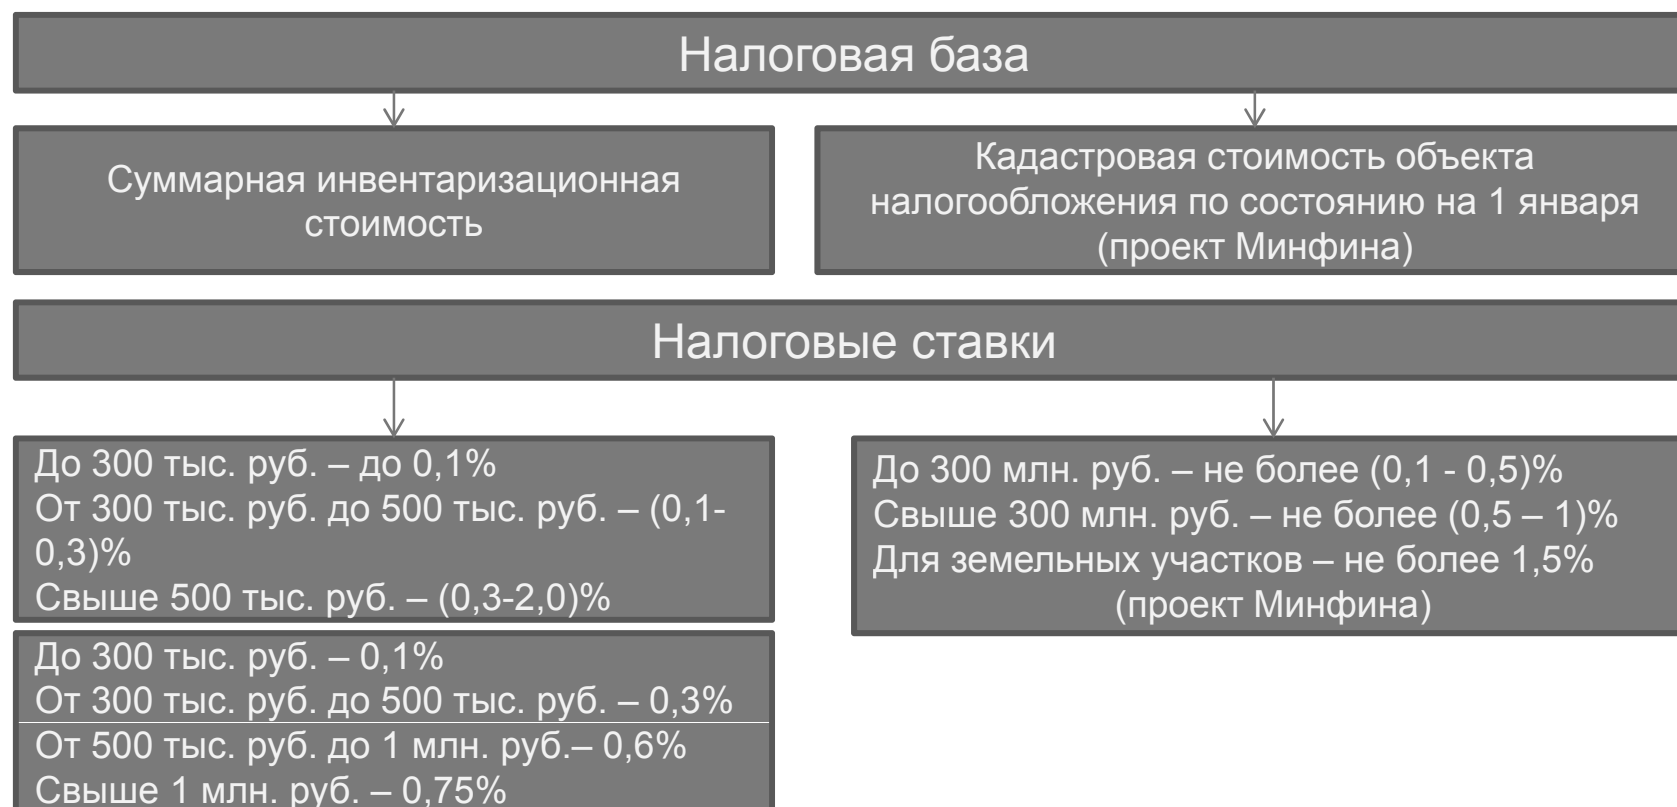 Налоговая база
Суммарная инвентаризационная
стоимость
Кадастровая стоимость объекта
налогообложения по состоянию на 1 января
(проект Минфина)
Налоговые ставки
До 300 тыс. руб. – до 0,1%
От 300 тыс. руб. до 500 тыс. руб. – (0,1-
0,3)%
Свыше 500 тыс. руб. – (0,3-2,0)%
До 300 тыс. руб. – 0,1%
От 300 тыс. руб. до 500 тыс. руб. – 0,3%
От 500 тыс. руб. до 1 млн. руб.– 0,6%
Свыше 1 млн. руб. – 0,75%
До 300 млн. руб. – не более (0,1 - 0,5)%
Свыше 300 млн. руб. – не более (0,5 – 1)%
Для земельных участков – не более 1,5%
(проект Минфина)